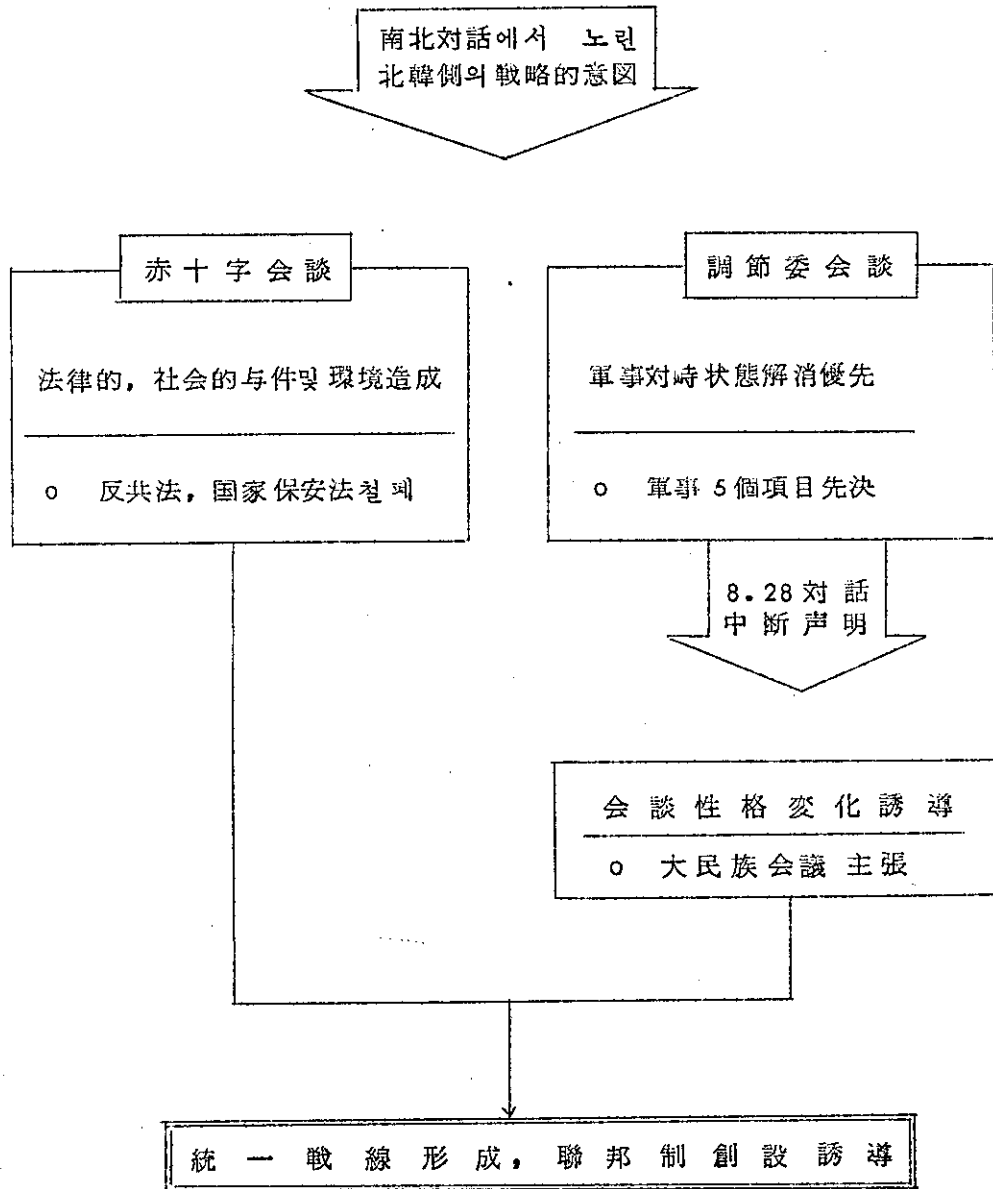 南北対話에서 노린
北韓側의 戦略的意図
赤十字会談
法律的, 社会的与件및 環境造成
o 反共法, 国家保安法철폐
調節委会談
軍事対峙状態解消優先
o 軍事 5個項目先決
8.28 対話
中断声明
会談性格変化誘導
o 大民族会議 主張
統一戦線形成, 聯邦制創設誘導